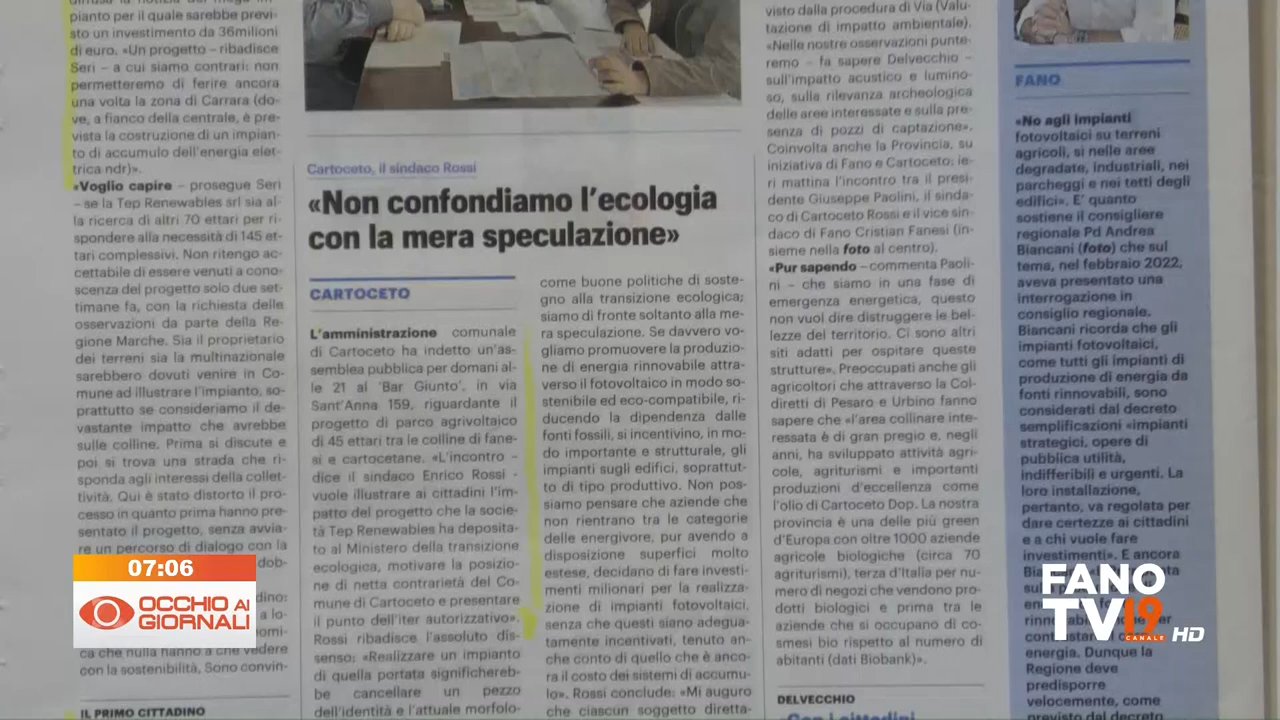 diffusa la notizia del mega im-
pianto per il quale sarebbe previ-
sto un investimento da 36milioni
di euro. «Un progetto – ribadisce
Seri – a cui siamo contrari: non
permetteremo di ferire ancora
una volta la zona di Carrara (do-
ve, a fianco della centrale, è pre-
vista la costruzione di un impian-
to di accumulo dell'energia elet-
trica ndr)».
«Voglio capire – prosegue Seri
– se la Tep Renewables srl sia al-
la ricerca di altri 70 ettari per ri-
spondere alla necessità di 145 et-
tari complessivi. Non ritengo ac-
cettabile di essere venuti a cono-
scenza del progetto solo due set-
timane fa, con la richiesta delle
osservazioni da parte della Re-
gione Marche. Sia il proprietario
dei terreni sia la multinazionale
sarebbero dovuti venire in Co-
mune ad illustrare l'impianto, so-
prattutto se consideriamo il de-
vastante impatto che avrebbe
sulle colline. Prima si discute e
poi si trova una strada che ri-
sponda agli interessi della collet-
tività. Qui è stato distorto il pro-
cesso in quanto prima hanno pre-
sentato il progetto, senza avvia-
re un percorso di dialogo con la
dob-
dino:
a lo-
nomi-
ca che nulla hanno a che vedere
con la sostenibilità. Sono convin-
IL PRIMO CITTADINO
Cartoceto, il sindaco Rossi
«Non confondiamo l'ecologia
con la mera speculazione»
CARTOCETO
L'amministrazione comunale
di Cartoceto ha indetto un'as-
semblea pubblica per domani al-
le 21 al 'Bar Giunto', in via
Sant'Anna 159, riguardante il
progetto di parco agrivoltaico
di 45 ettari tra le colline di fane-
si e cartocetane. «L'incontro –
dice il sindaco Enrico Rossi -
vuole illustrare ai cittadini l'im-
patto del progetto che la socie-
tà Tep Renewables ha deposita-
to al Ministero della transizione
ecologica, motivare la posizio-
ne di netta contrarietà del Co-
mune di Cartoceto e presentare
il punto dell'iter autorizzativo».
Rossi ribadisce l'assoluto dis-
senso: «Realizzare un impianto
di quella portata significhereb-
be cancellare un pezzo
dell'identità e l'attuale morfolo-
come buone politiche di soste-
gno alla transizione ecologica;
siamo di fronte soltanto alla me-
ra speculazione. Se davvero vo-
gliamo promuovere la produzio-
ne di energia rinnovabile attra-
verso il fotovoltaico in modo so-
stenibile ed eco-compatibile, ri-
ducendo la dipendenza dalle
fonti fossili, si incentivino, in mo-
do importante e strutturale, gli
impianti sugli edifici, soprattut-
to di tipo produttivo. Non pos-
siamo pensare che aziende che
non rientrano tra le categorie
delle energivore, pur avendo a
disposizione superfici molto
estese, decidano di fare investi-
menti milionari per la realizza-
zione di impianti fotovoltaici,
senza che questi siano adegua-
tamente incentivati, tenuto an-
che conto di quello che è anco-
ra il costo dei sistemi di accumu-
lo». Rossi conclude: «Mi auguro
che ciascun soggetto diretta-
visto dalla procedura di Via (Valu-
tazione di impatto ambientale).
«Nelle nostre osservazioni punte-
remo – fa sapere Delvecchio –
sull'impatto acustico e lumino-
so, sulla rilevanza archeologica
delle aree interessate e sulla pre-
senza di pozzi di captazione».
Coinvolta anche la Provincia, su
iniziativa di Fano e Cartoceto; ie-
ri mattina l'incontro tra il presi-
dente Giuseppe Paolini, il sinda-
co di Cartoceto Rossi e il vice sin-
daco di Fano Cristian Fanesi (in-
sieme nella foto al centro).
«Pur sapendo – commenta Paoli-
ni – che siamo in una fase di
emergenza energetica, questo
non vuol dire distruggere le bel-
lezze del territorio. Ci sono altri
siti adatti per ospitare queste
strutture». Preoccupati anche gli
agricoltori che attraverso la Col-
diretti di Pesaro e Urbino fanno
sapere che «l'area collinare inte-
ressata è di gran pregio e, negli
anni, ha sviluppato attività agri-
cole, agriturismi e importanti
produzioni d'eccellenza come
l'olio di Cartoceto Dop. La nostra
provincia è una delle più green
d'Europa con oltre 1000 aziende
agricole biologiche (circa 70
agriturismi), terza d'Italia per nu-
mero di negozi che vendono pro-
dotti biologici e prima tra le
aziende che si occupano di co-
smesi bio rispetto al numero di
abitanti (dati Biobank)».
DELVECCHIO
FANO
«No agli impianti
fotovoltaici su terreni
agricoli, si nelle aree
degradate, industriali, nei
parcheggi e nei tetti degli
edifici». E' quanto
sostiene il consigliere
regionale Pd Andrea
Biancani (foto) che sul
tema, nel febbraio 2022,
aveva presentato una
interrogazione in
consiglio regionale.
Biancani ricorda che gli
impianti fotovoltaici,
come tutti gli impianti di
produzione di energia da
fonti rinnovabili, sono
considerati dal decreto
semplificazioni «impianti
strategici, opere di
pubblica utilità,
indifferibili e urgenti. La
loro installazione,
pertanto, va regolata per
dare certezze ai cittadini
e a chi vuole fare
investimenti». E ancora
energia. Dunque la
Regione deve
predisporre
velocemente, come
previsto dal decreto
07:06
OCCHIO AI
GIORNALI
FANO
TV 19
CANALE HD